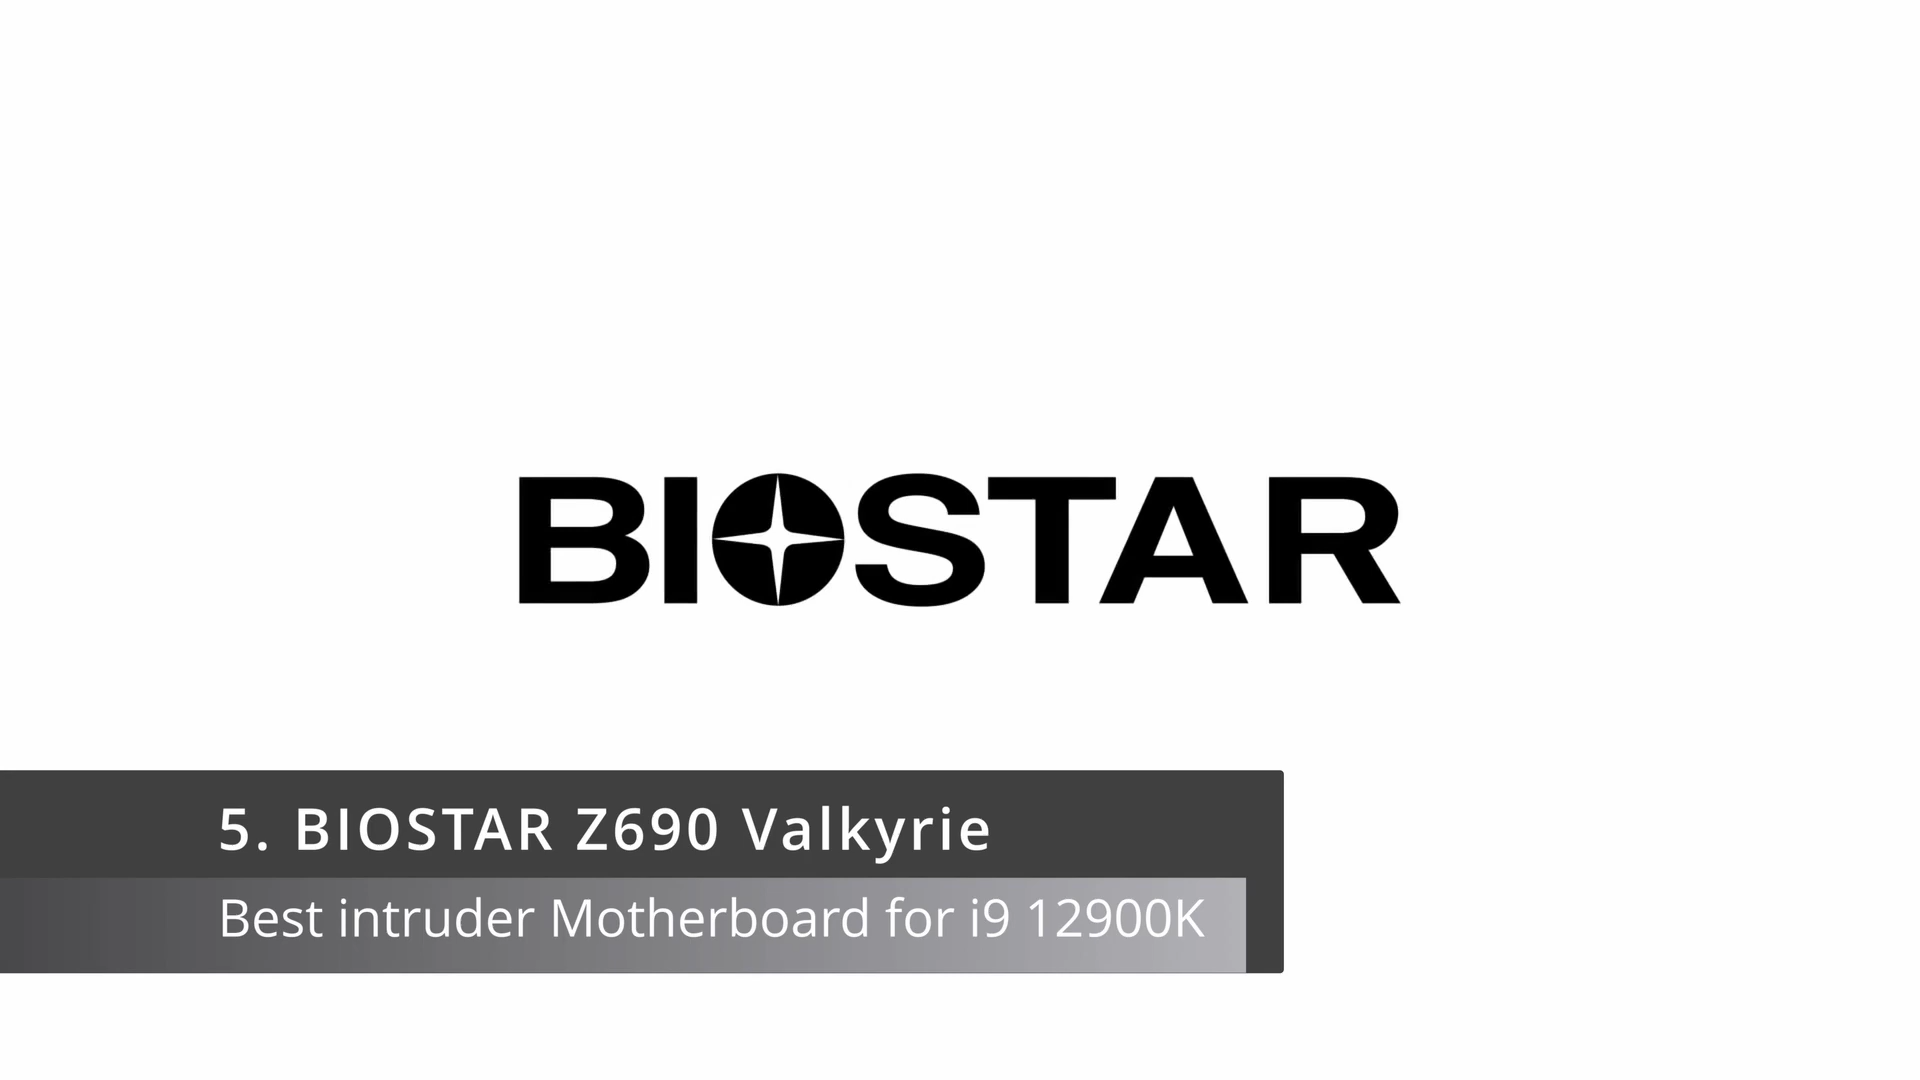 BIOSTAR
5. BIOSTAR Z690 Valkyrie
Best intruder Motherboard for i9 12900K